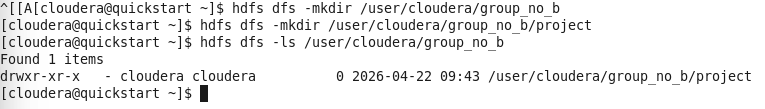 ^[[A[cloudera@quickstart ~]$ hdfs dfs -mkdir /user/cloudera/group_no_b
[cloudera@quickstart ~]$ hdfs dfs -mkdir /user/cloudera/group_no_b/project
[cloudera@quickstart ~]$ hdfs dfs -ls /user/cloudera/group_no_b
Found 1 items
drwxr-xr-x   - cloudera cloudera          0 2026-04-22 09:43 /user/cloudera/group_no_b/project
[cloudera@quickstart ~]$